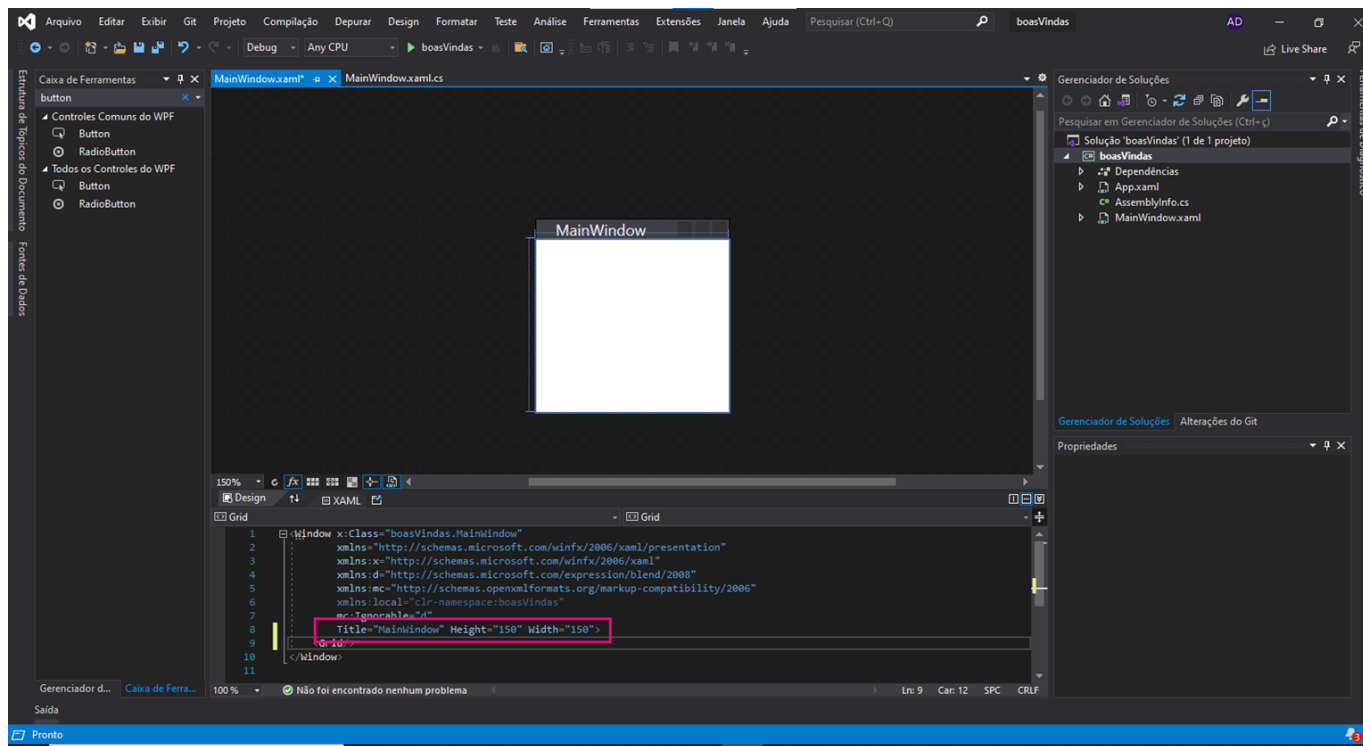 Arquivo Editar Exibir Git Projeto Compilação Depurar Design Formatar Teste Análise Ferramentas Extensões Janela Ajuda Pesquisar (Ctrl+Q) boasVindas AD
Debug Any CPU boasVindas Live Share
Estrutura de Tópicos do Documento
Fontes de Dados
Caixa de Ferramentas
button
Controles Comuns do WPF
Button
RadioButton
Todos os Controles do WPF
Button
RadioButton
Gerenciador d... Caixa de Ferra...
MainWindow.xaml* MainWindow.xaml.cs
MainWindow
150%
Design XAML
Grid Grid
1 <Window x:Class="boasVindas.MainWindow"
2 xmlns="http://schemas.microsoft.com/winfx/2006/xaml/presentation"
3 xmlns:x="http://schemas.microsoft.com/winfx/2006/xaml"
4 xmlns:d="http://schemas.microsoft.com/expression/blend/2008"
5 xmlns:mc="http://schemas.openxmlformats.org/markup-compatibility/2006"
6 xmlns:local="clr-namespace:boasVindas"
7 mc:Ignorable="d"
8 Title="MainWindow" Height="150" Width="150">
9 <Grid/>
10 </Window>
11
100 % Não foi encontrado nenhum problema Ln: 9 Car: 12 SPC CRLF
Gerenciador de Soluções
Pesquisar em Gerenciador de Soluções (Ctrl+ç)
Solução 'boasVindas' (1 de 1 projeto)
boasVindas
Dependências
App.xaml
AssemblyInfo.cs
MainWindow.xaml
Gerenciador de Soluções Alterações do Git
Propriedades
Saída
Pronto
3